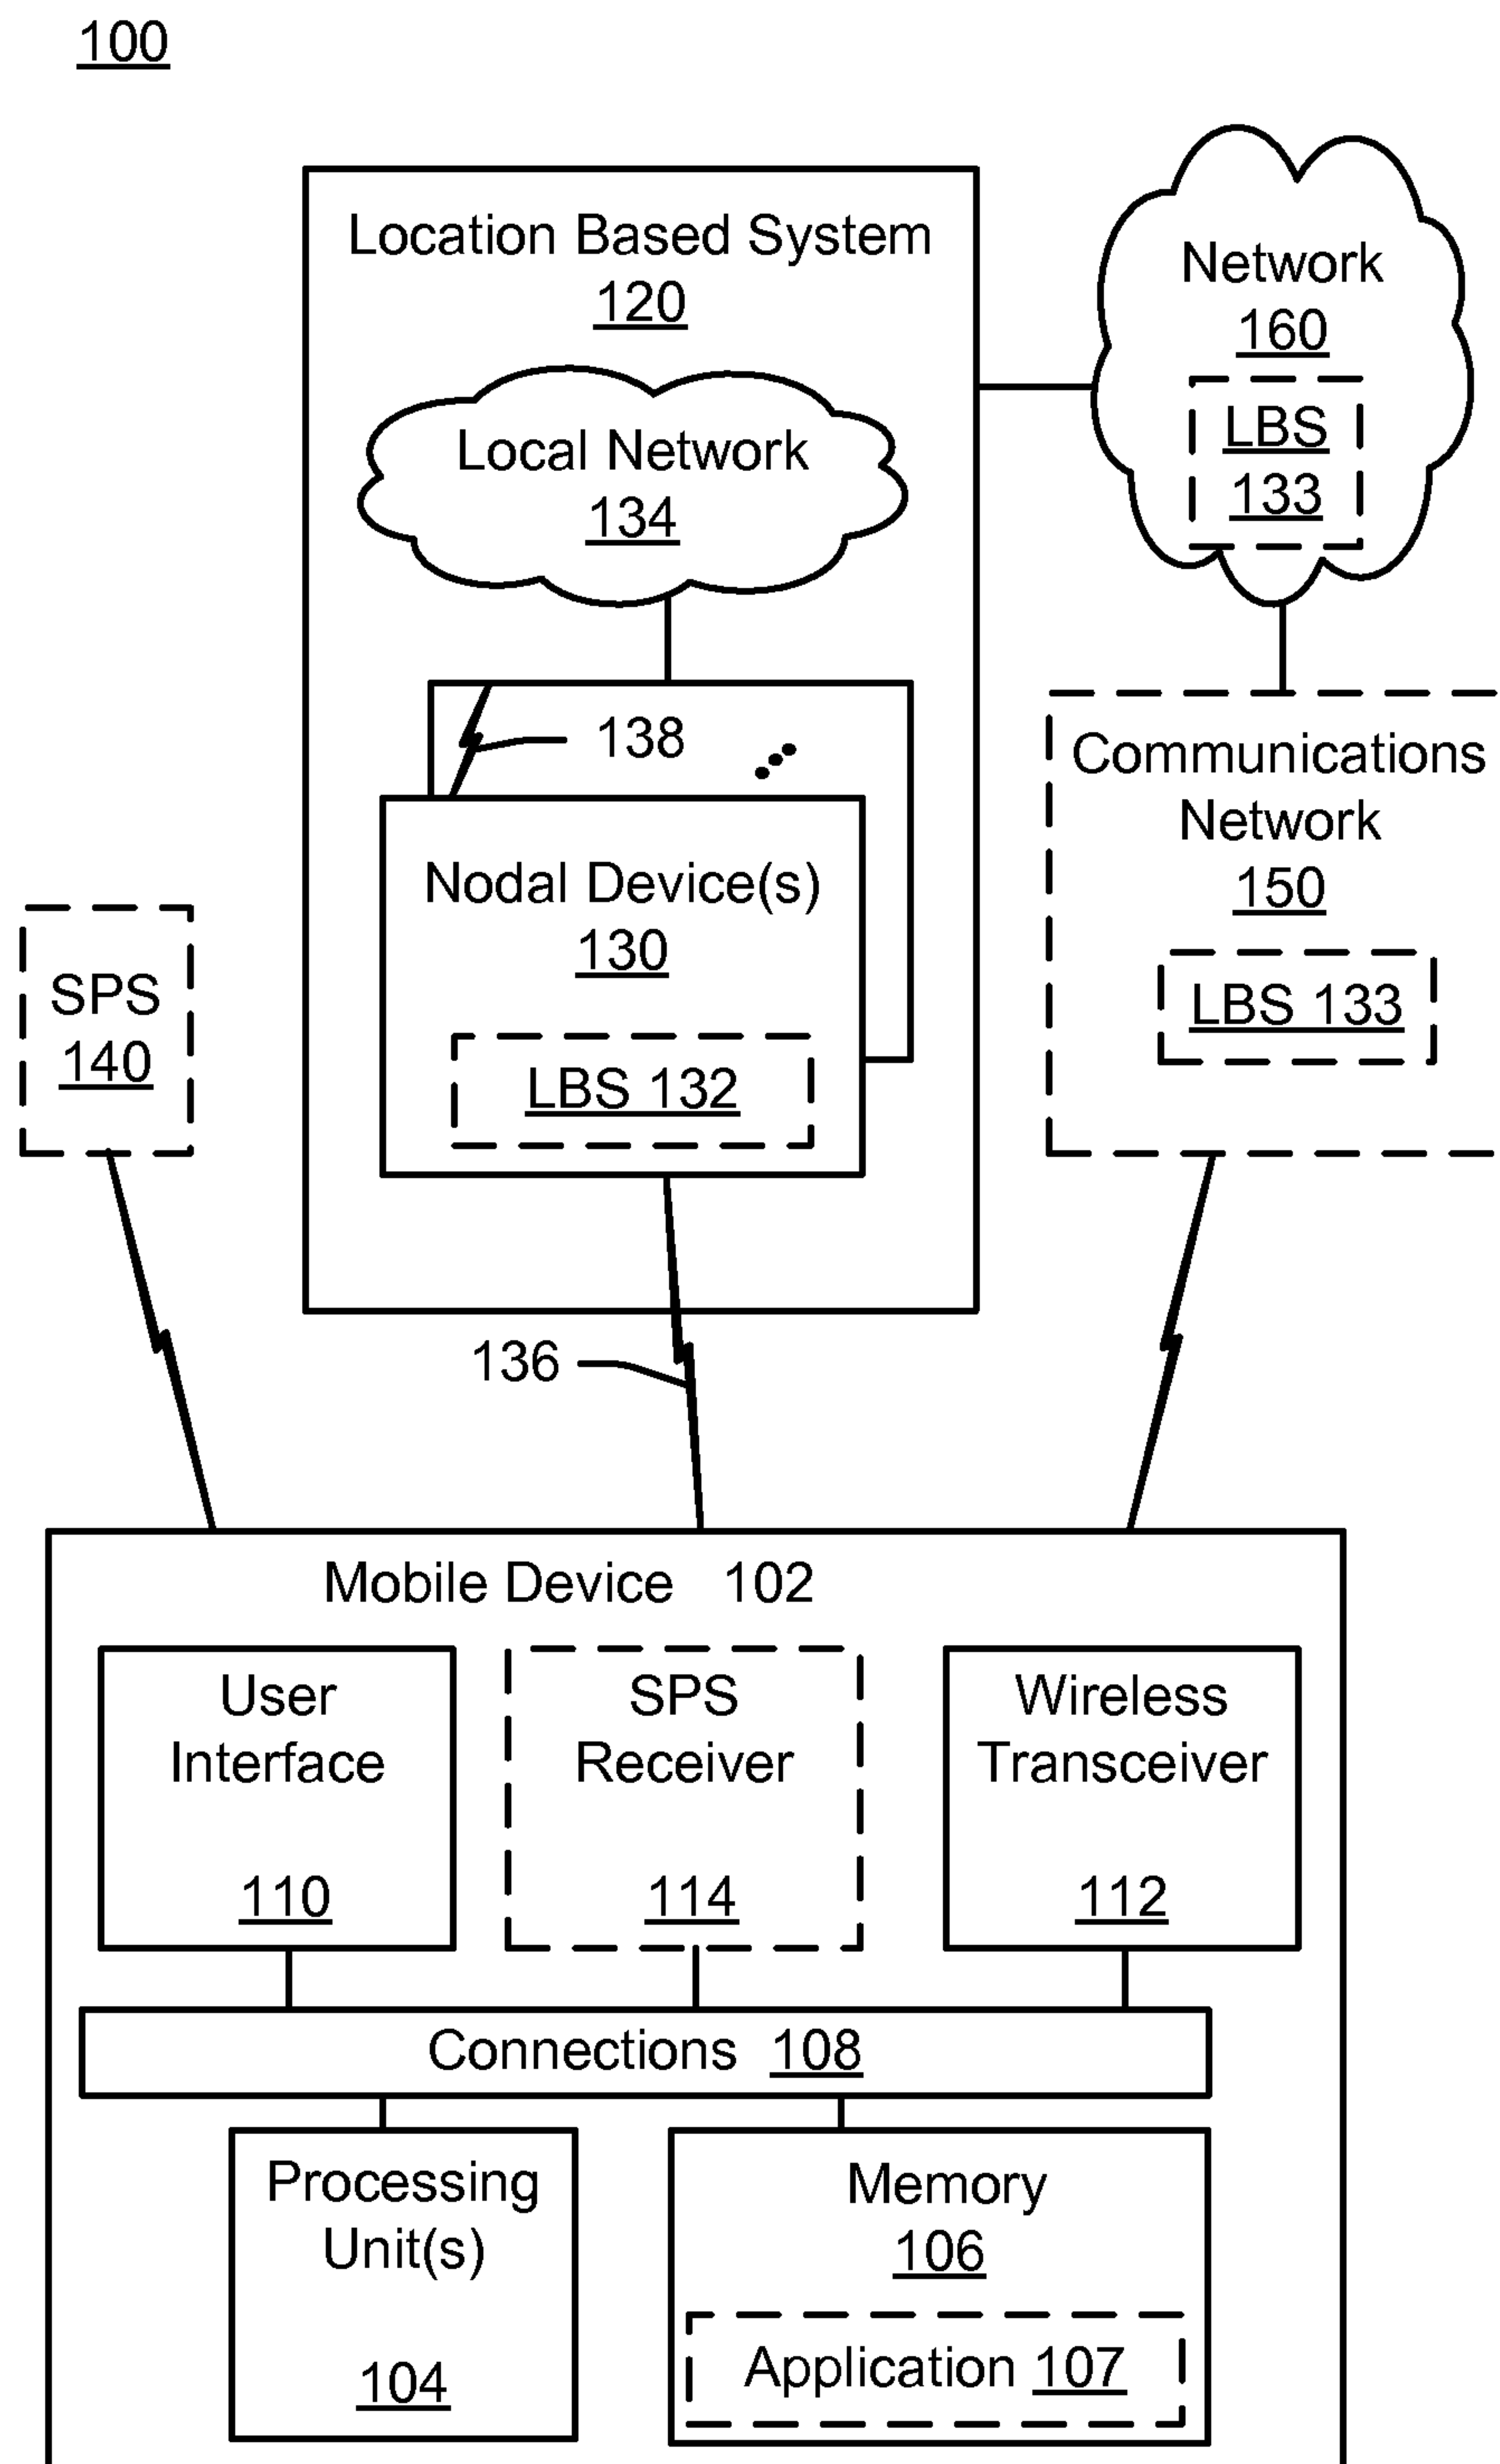 100
Location Based System
120
Local Network
134
Network
160
LBS
133
138
Nodal Device(s)
130
LBS 132
Communications
Network
150
LBS 133
SPS
140
136
Mobile Device 102
User
Interface
110
SPS
Receiver
114
Wireless
Transceiver
112
Connections 108
Processing
Unit(s)
104
Memory
106
Application 107